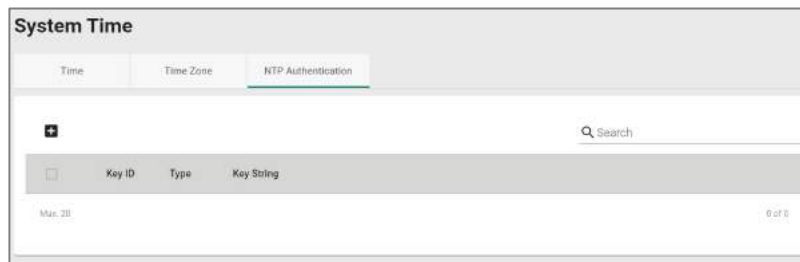 System Time
Time Time Zone NTP Authentication
Search
Key ID Type Key String
Max. 20 0 of 0